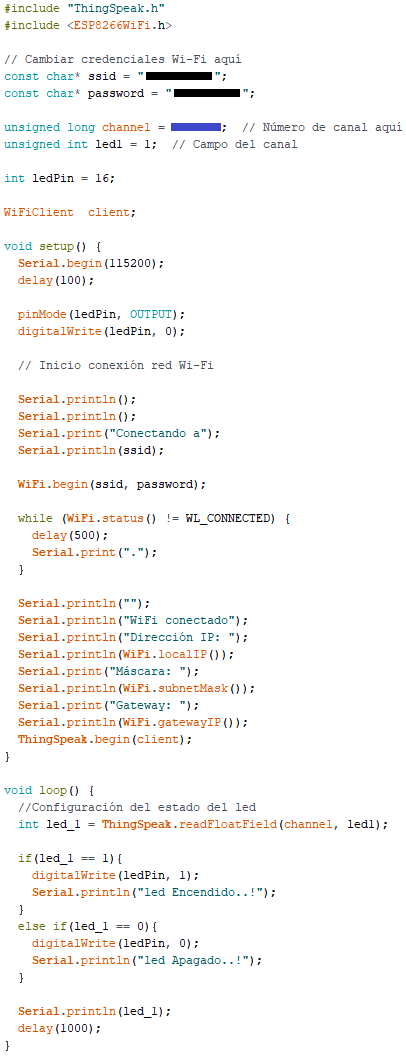 #include "ThingSpeak.h"
#include <ESP8266WiFi.h>

// Cambiar credenciales Wi-Fi aquí
const char* ssid = "";
const char* password = "";

unsigned long channel = ;  // Número de canal aquí
unsigned int led1 = 1;  // Campo del canal

int ledPin = 16;

WiFiClient  client;

void setup() {
  Serial.begin(115200);
  delay(100);

  pinMode(ledPin, OUTPUT);
  digitalWrite(ledPin, 0);

  // Inicio conexión red Wi-Fi

  Serial.println();
  Serial.println();
  Serial.print("Conectando a");
  Serial.println(ssid);

  WiFi.begin(ssid, password);

  while (WiFi.status() != WL_CONNECTED) {
    delay(500);
    Serial.print(".");
  }

  Serial.println("");
  Serial.println("WiFi conectado");
  Serial.println("Dirección IP: ");
  Serial.println(WiFi.localIP());
  Serial.print("Máscara: ");
  Serial.println(WiFi.subnetMask());
  Serial.print("Gateway: ");
  Serial.println(WiFi.gatewayIP());
  ThingSpeak.begin(client);
}

void loop() {
  //Configuración del estado del led
  int led_1 = ThingSpeak.readFloatField(channel, led1);

  if(led_1 == 1){
    digitalWrite(ledPin, 1);
    Serial.println("led Encendido..!");
  }
  else if(led_1 == 0){
    digitalWrite(ledPin, 0);
    Serial.println("led Apagado..!");
  }

  Serial.println(led_1);
  delay(1000);
}